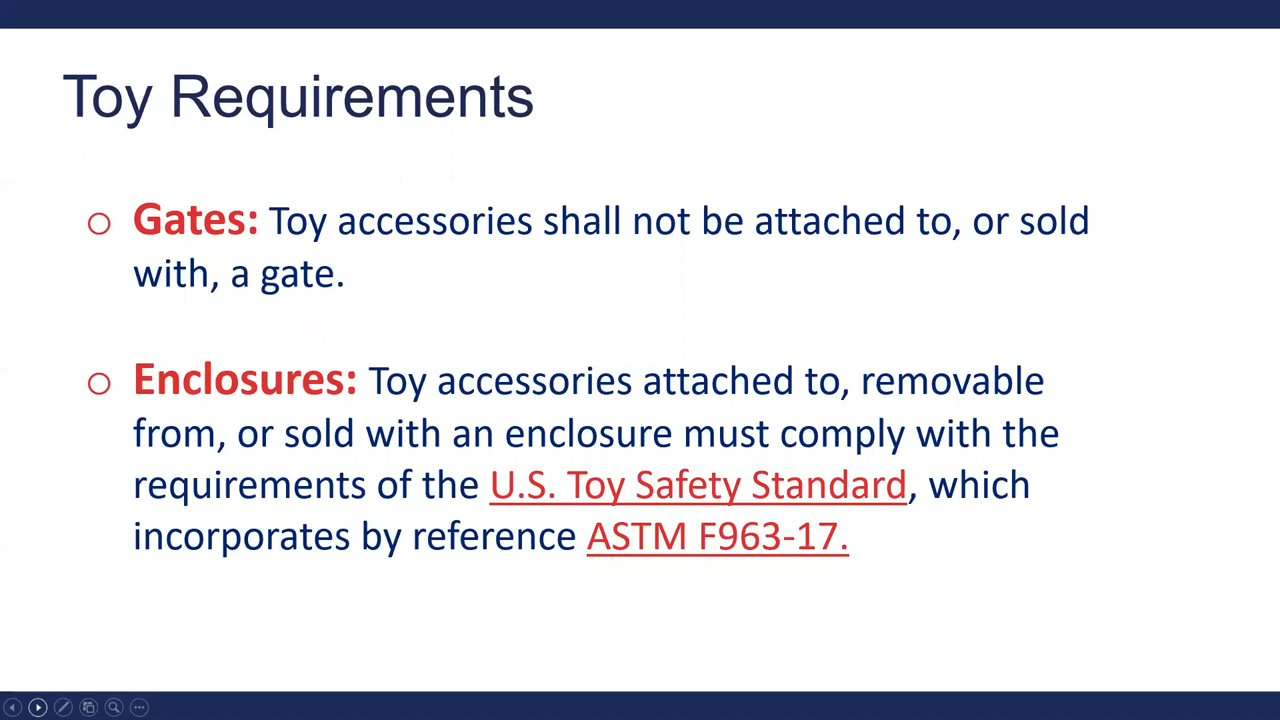 Toy Requirements
Gates: Toy accessories shall not be attached to, or sold
with, a gate.
Enclosures: Toy accessories attached to, removable
from, or sold with an enclosure must comply with the
requirements of the U.S. Toy Safety Standard, which
incorporates by reference ASTM F963-17.